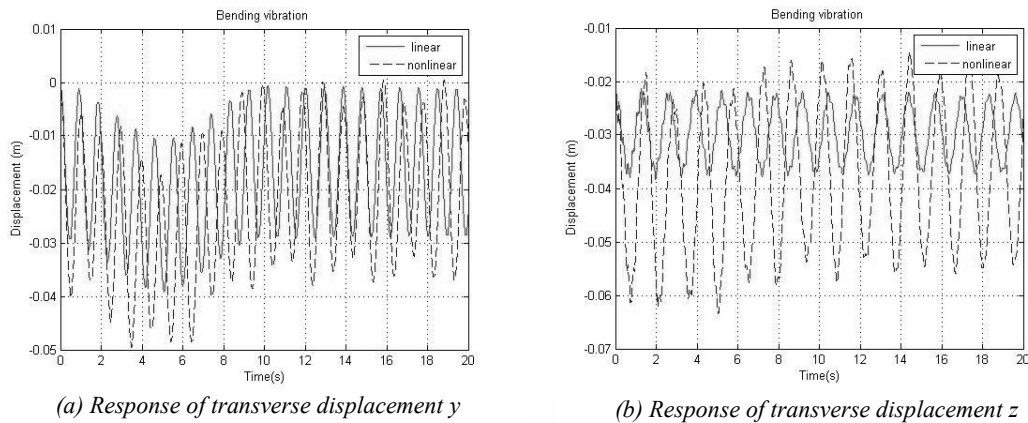 Bending vibration
0.01
0
-0.01
-0.02
-0.03
-0.04
-0.05
Displacement (m)
linear
nonlinear
0 2 4 6 8 10 12 14 16 18 20
Time(s)
(a) Response of transverse displacement y
Bending vibration
-0.01
-0.02
-0.03
-0.04
-0.05
-0.06
-0.07
Displacement (m)
linear
nonlinear
0 2 4 6 8 10 12 14 16 18 20
Time(s)
(b) Response of transverse displacement z